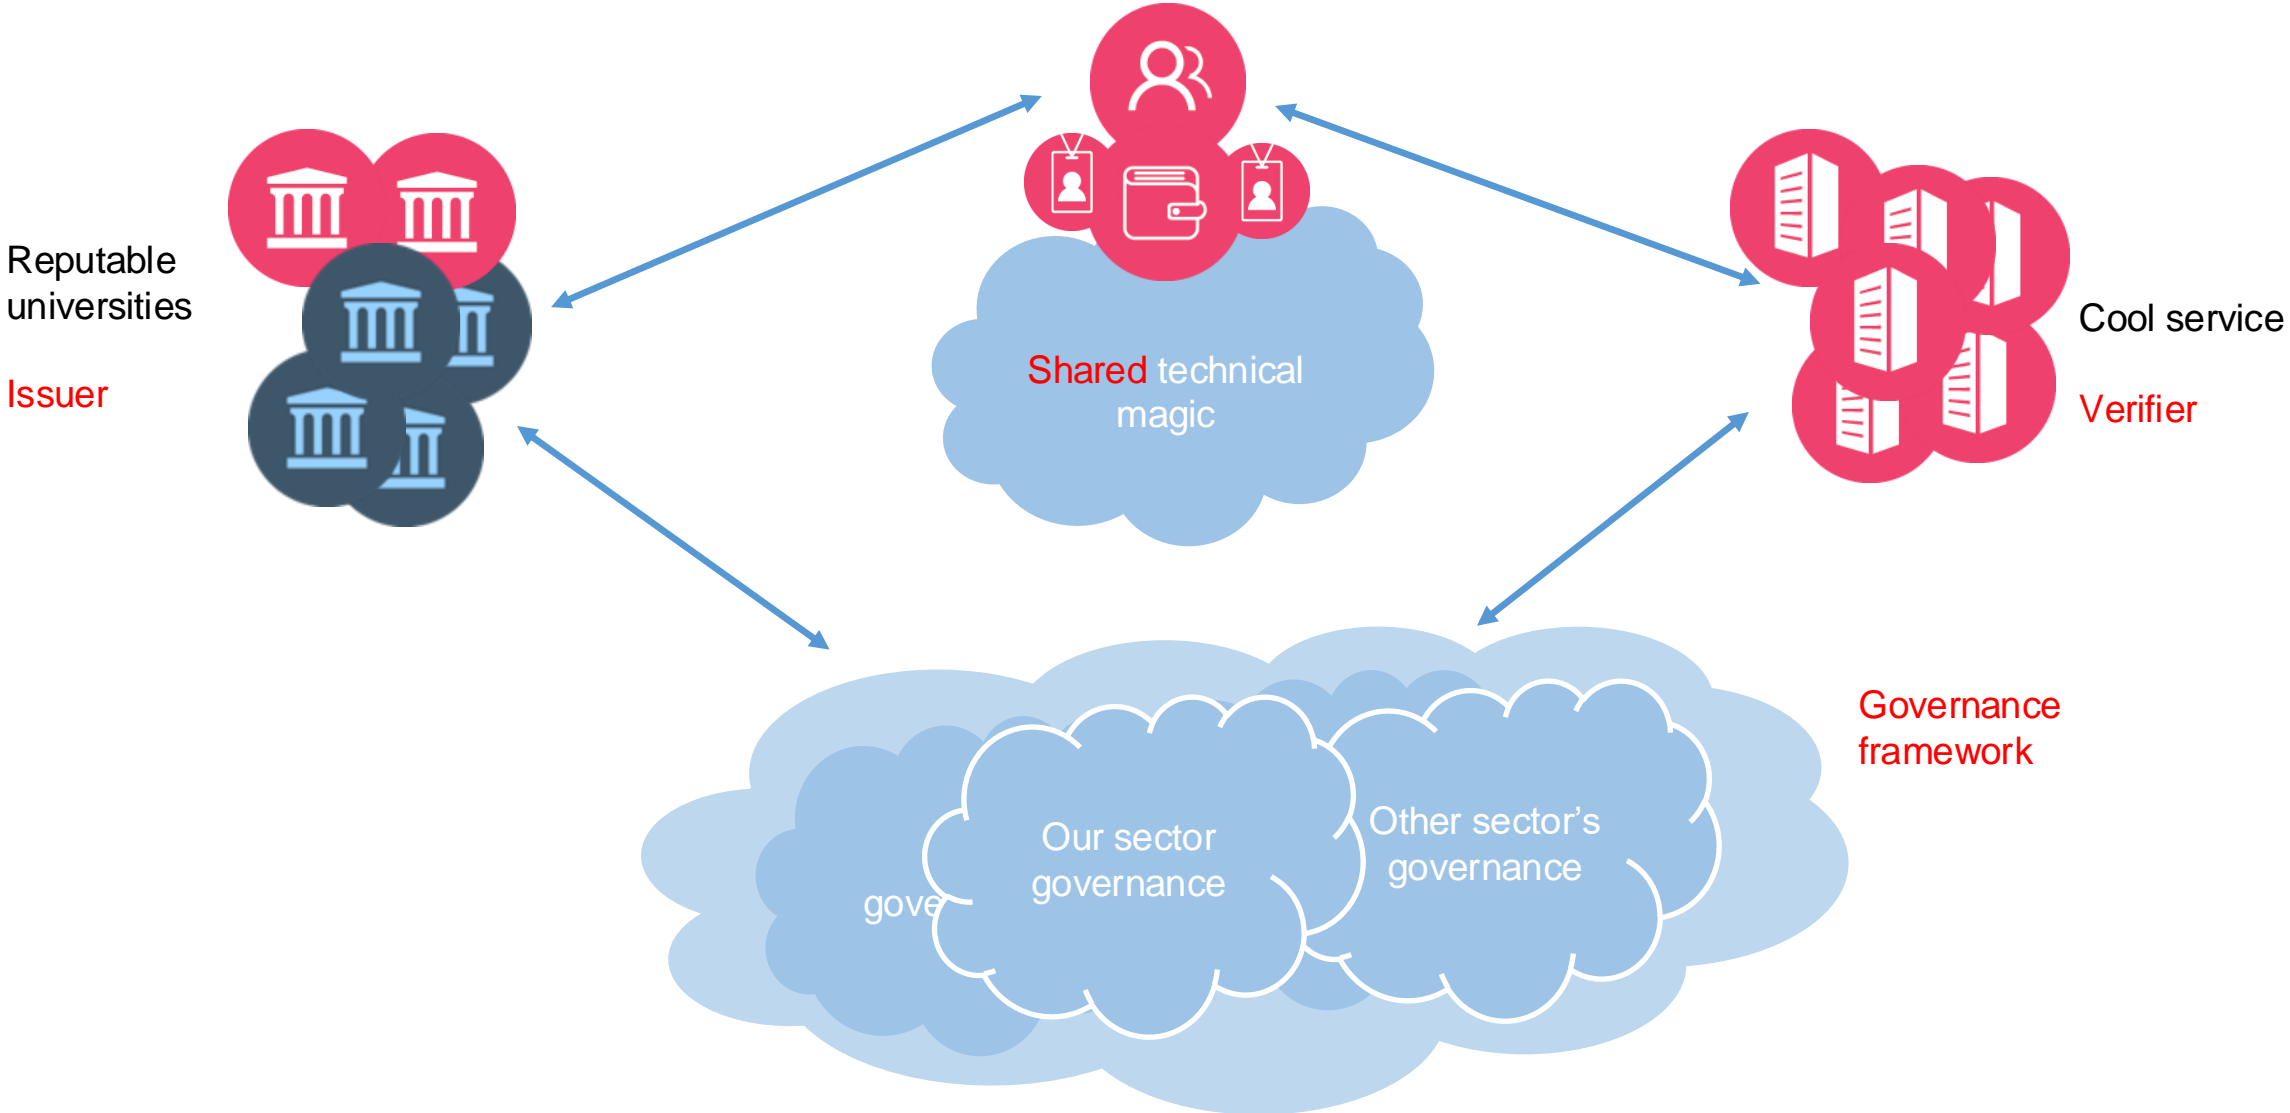 Reputable
universities
Issuer
Shared technical
magic
Cool service
Verifier
Governance
framework
Our sector
governance
Other sector’s
governance